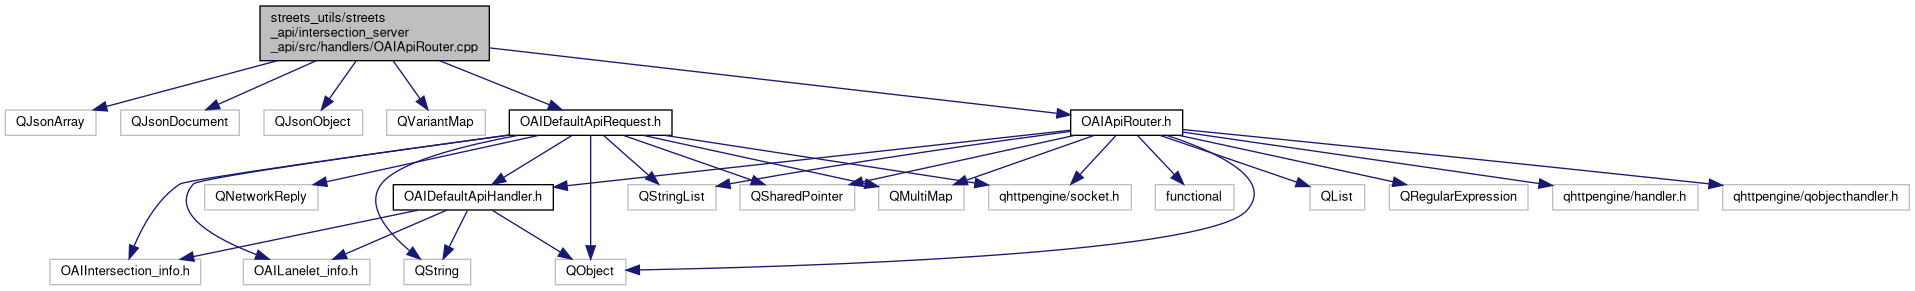 streets_utils/streets
_api/intersection_server
_api/src/handlers/OAIApiRouter.cpp
QJsonArray
QJsonDocument
QJsonObject
QVariantMap
OAIDefaultApiRequest.h
OAIApiRouter.h
QNetworkReply
OAIDefaultApiHandler.h
QStringList
QSharedPointer
QMultiMap
qhttpengine/socket.h
functional
QList
QRegularExpression
qhttpengine/handler.h
qhttpengine/qobjecthandler.h
OAIIntersection_info.h
OAILanelet_info.h
QString
QObject